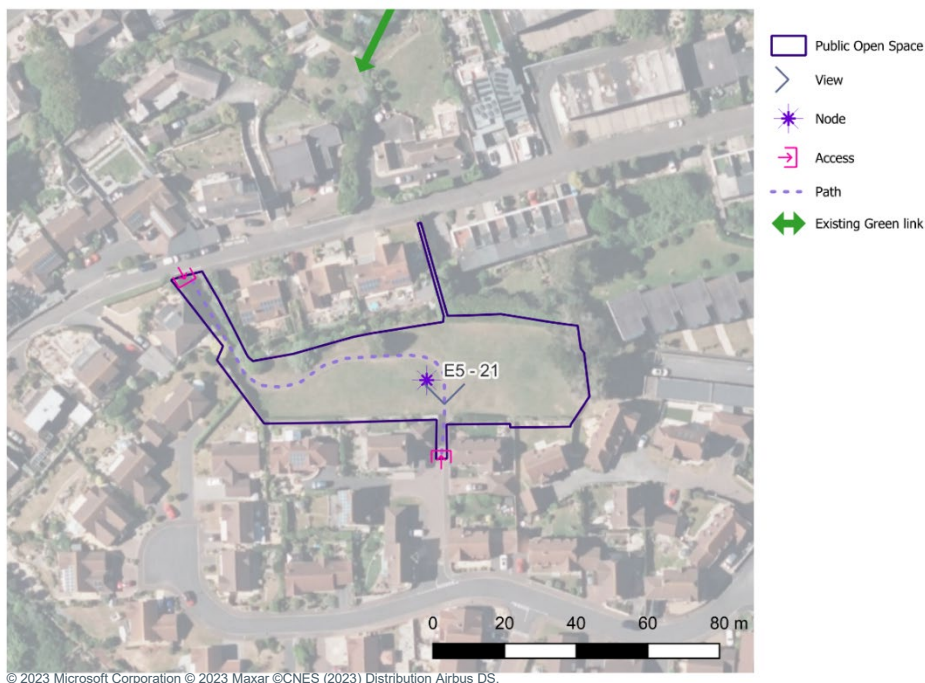 Public Open Space
View
Node
Access
Path
Existing Green link
E5 - 21
0 20 40 60 80 m
© 2023 Microsoft Corporation © 2023 Maxar ©CNES (2023) Distribution Airbus DS.